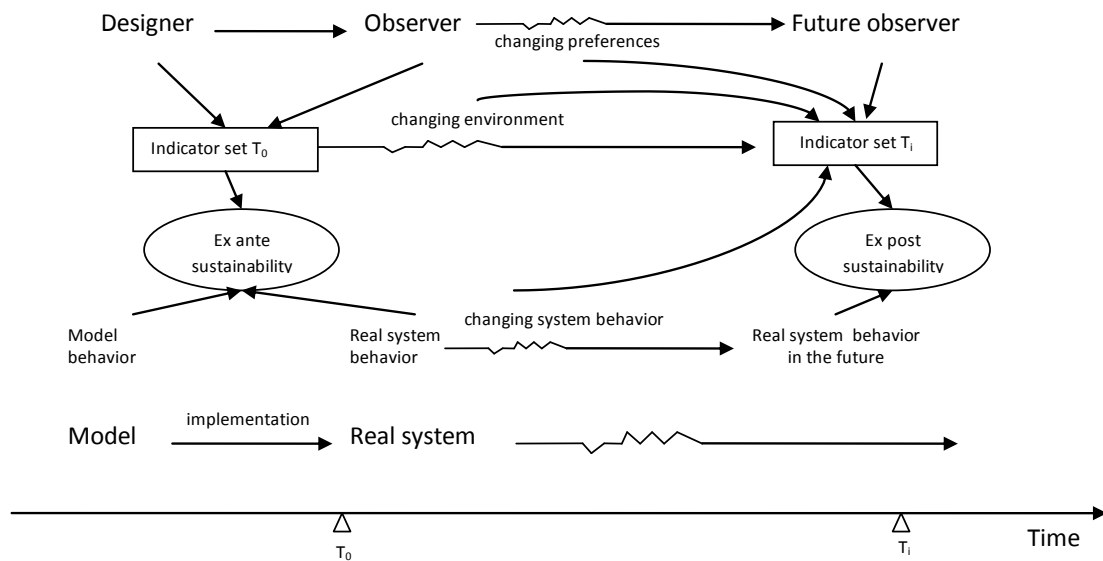 Designer
Observer
Future observer
changing preferences
changing environment
Indicator set T₀
Indicator set Tᵢ
Ex ante
sustainability
Ex post
sustainability
changing system behavior
Model
behavior
Real system
behavior
Real system behavior
in the future
implementation
Model
Real system
Time
T₀
Tᵢ